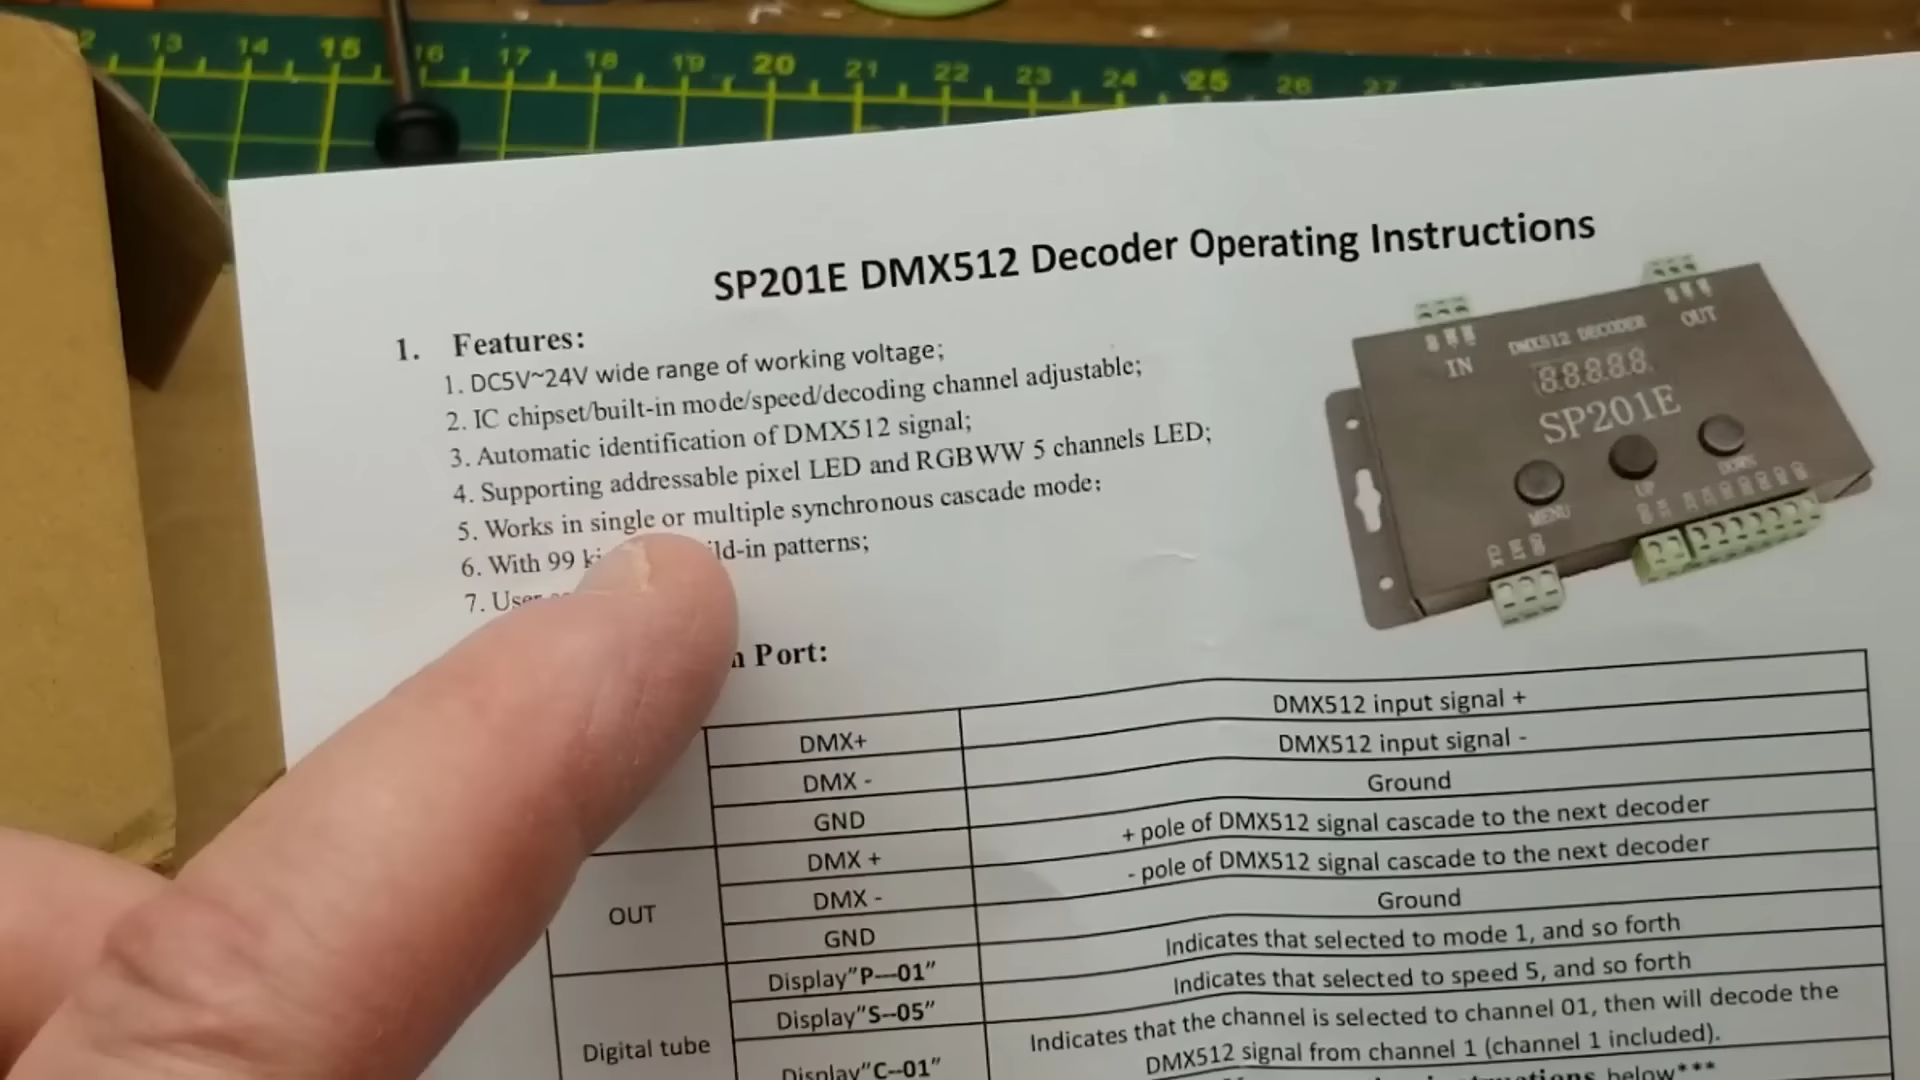 13 14 15 16 17 18 19 20 21 22 23 24 25 26 27
SP201E DMX512 Decoder Operating Instructions
1. Features:
1. DC5V~24V wide range of working voltage;
2. IC chipset/built-in mode/speed/decoding channel adjustable;
3. Automatic identification of DMX512 signal;
4. Supporting addressable pixel LED and RGBWW 5 channels LED;
5. Works in single or multiple synchronous cascade mode;
6. With 99 ild-in patterns;
7.
IN
DMX512 DECODER
OUT
88888
SP201E
MENU
UP
DOWN
Port:
DMX+ DMX512 input signal +
DMX - DMX512 input signal -
GND Ground
OUT
DMX + + pole of DMX512 signal cascade to the next decoder
DMX - - pole of DMX512 signal cascade to the next decoder
GND Ground
Digital tube
Display"P---01" Indicates that selected to mode 1, and so forth
Display"S--05" Indicates that selected to speed 5, and so forth
Display"C--01" Indicates that the channel is selected to channel 01, then will decode the
DMX512 signal from channel 1 (channel 1 included).
below***